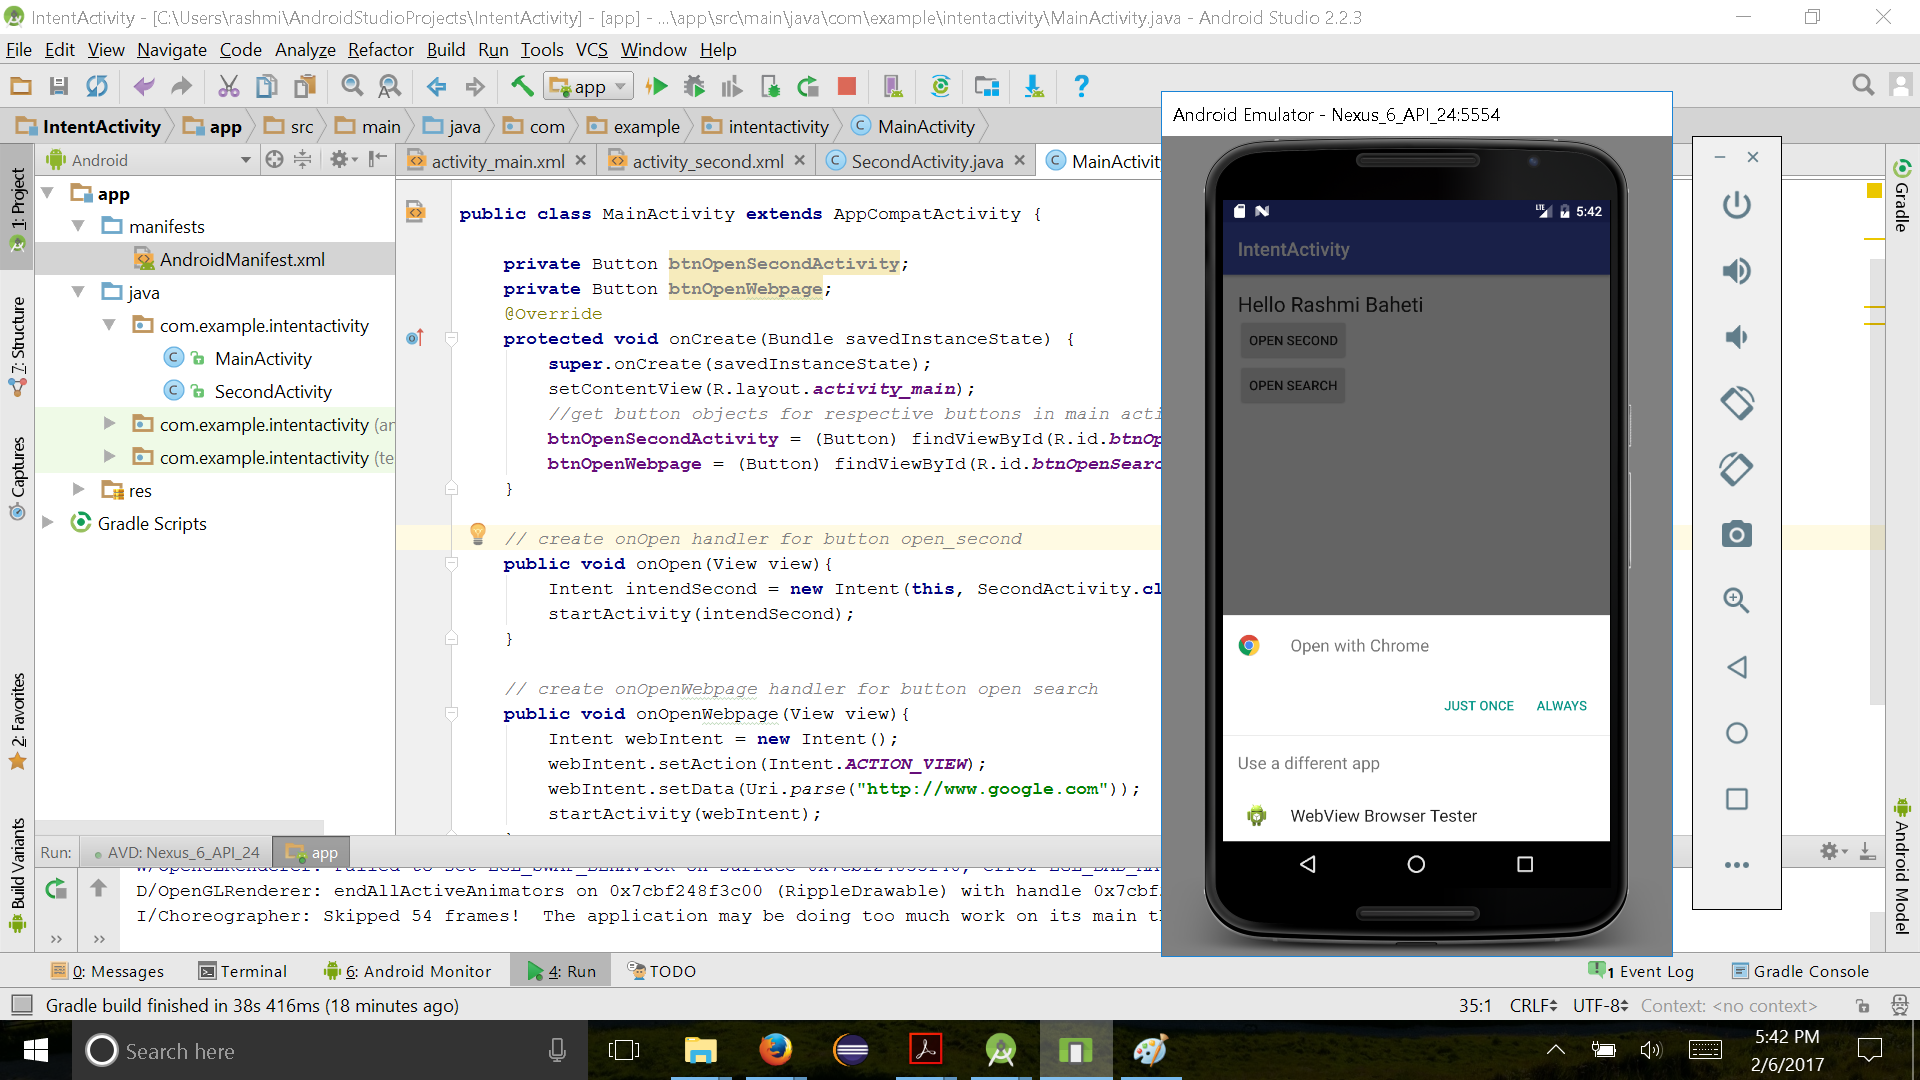 IntentActivity - [C:\Users\rashmi\AndroidStudioProjects\IntentActivity] - [app] - ...\app\src\main\java\com\example\intentactivity\MainActivity.java - Android Studio 2.2.3
File Edit View Navigate Code Analyze Refactor Build Run Tools VCS Window Help
app
IntentActivity app src main java com example intentactivity MainActivity
Android
activity_main.xml activity_second.xml SecondActivity.java MainActivit
1: Project
7: Structure
Captures
2: Favorites
Build Variants
app
manifests
AndroidManifest.xml
java
com.example.intentactivity
MainActivity
SecondActivity
com.example.intentactivity (an
com.example.intentactivity (te
res
Gradle Scripts
public class MainActivity extends AppCompatActivity {
private Button btnOpenSecondActivity;
private Button btnOpenWebpage;
@Override
protected void onCreate(Bundle savedInstanceState) {
super.onCreate(savedInstanceState);
setContentView(R.layout.activity_main);
//get button objects for respective buttons in main acti
btnOpenSecondActivity = (Button) findViewById(R.id.btnOp
btnOpenWebpage = (Button) findViewById(R.id.btnOpenSearc
}
// create onOpen handler for button open_second
public void onOpen(View view){
Intent intendSecond = new Intent(this, SecondActivity.cl
startActivity(intendSecond);
}
// create onOpenWebpage handler for button open search
public void onOpenWebpage(View view){
Intent webIntent = new Intent();
webIntent.setAction(Intent.ACTION_VIEW);
webIntent.setData(Uri.parse("http://www.google.com"));
startActivity(webIntent);
Android Emulator - Nexus_6_API_24:5554
LTE 5:42
IntentActivity
Hello Rashmi Baheti
OPEN SECOND
OPEN SEARCH
Open with Chrome
JUST ONCE ALWAYS
Use a different app
WebView Browser Tester
Gradle
Android Model
Run: AVD: Nexus_6_API_24 app
D/OpenGLRenderer: endAllActiveAnimators on 0x7cbf248f3c00 (RippleDrawable) with handle 0x7cbf
I/Choreographer: Skipped 54 frames! The application may be doing too much work on its main th
0: Messages Terminal 6: Android Monitor 4: Run TODO 1 Event Log Gradle Console
Gradle build finished in 38s 416ms (18 minutes ago) 35:1 CRLF UTF-8 Context: <no context>
Search here
5:42 PM
2/6/2017